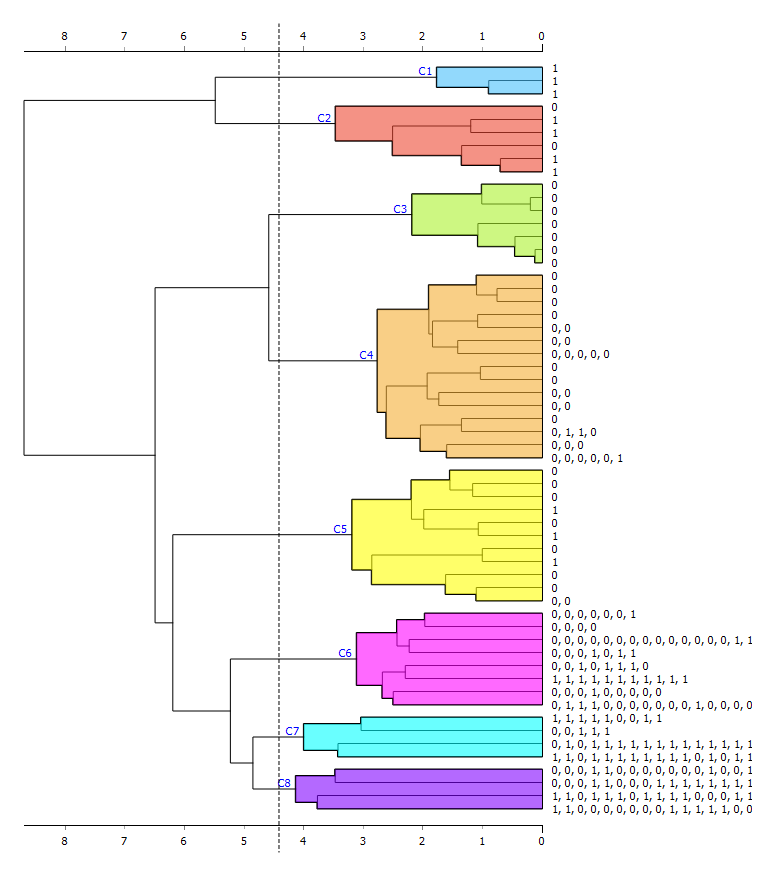 8 7 6 5 4 3 2 1 0
1
C1
1
1
0
C2
1
1
0
1
1
0
0
C3
0
0
0
0
0
0
0
0
0
0, 0
0, 0
C4
0, 0, 0, 0, 0
0
0
0, 0
0, 0
0
0, 1, 1, 0
0, 0, 0
0, 0, 0, 0, 0, 1
0
0
0
1
0
C5
1
0
1
0
0
0, 0
0, 0, 0, 0, 0, 0, 1
0, 0, 0, 0
0, 0, 0, 0, 0, 0, 0, 0, 0, 0, 0, 0, 0, 0, 1, 1
C6
0, 0, 0, 1, 0, 1, 1
0, 0, 1, 0, 1, 1, 1, 0
1, 1, 1, 1, 1, 1, 1, 1, 1, 1, 1
0, 0, 0, 1, 0, 0, 0, 0, 0
0, 1, 1, 1, 0, 0, 0, 0, 0, 0, 0, 1, 0, 0, 0, 0
1, 1, 1, 1, 1, 0, 0, 1, 1
C7
0, 0, 1, 1, 1
0, 1, 0, 1, 1, 1, 1, 1, 1, 1, 1, 1, 1, 1, 1, 1
1, 1, 0, 1, 1, 1, 1, 1, 1, 1, 1, 0, 1, 0, 1, 1
0, 0, 0, 1, 1, 0, 0, 0, 0, 0, 0, 0, 1, 0, 0, 1
C8
0, 0, 0, 1, 1, 0, 0, 0, 1, 1, 1, 1, 1, 1, 1, 1
1, 1, 0, 1, 1, 1, 0, 1, 1, 1, 1, 0, 0, 0, 1, 1
1, 1, 0, 0, 0, 0, 0, 0, 0, 1, 1, 1, 1, 1, 0, 0
8 7 6 5 4 3 2 1 0